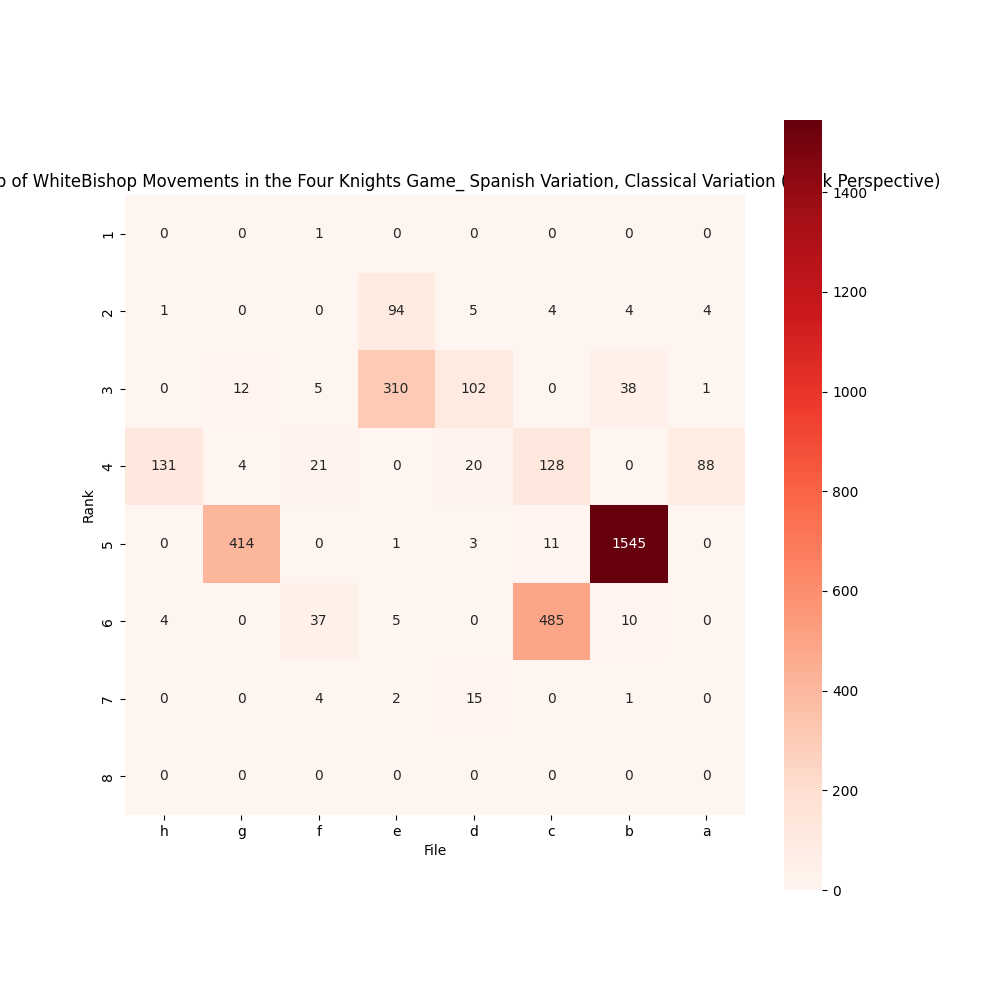 of WhiteBishop Movements in the Four Knights Game_ Spanish Variation, Classical Variation ( Perspective)
1400
1 0 0 1 0 0 0 0 0
1200
2 1 0 0 94 5 4 4 4
1000
3 0 12 5 310 102 0 38 1
800
4 131 4 21 0 20 128 0 88
Rank
5 0 414 0 1 3 11 1545 0
600
6 4 0 37 5 0 485 10 0
400
7 0 0 4 2 15 0 1 0
200
8 0 0 0 0 0 0 0 0
h g f e d c b a
File
0